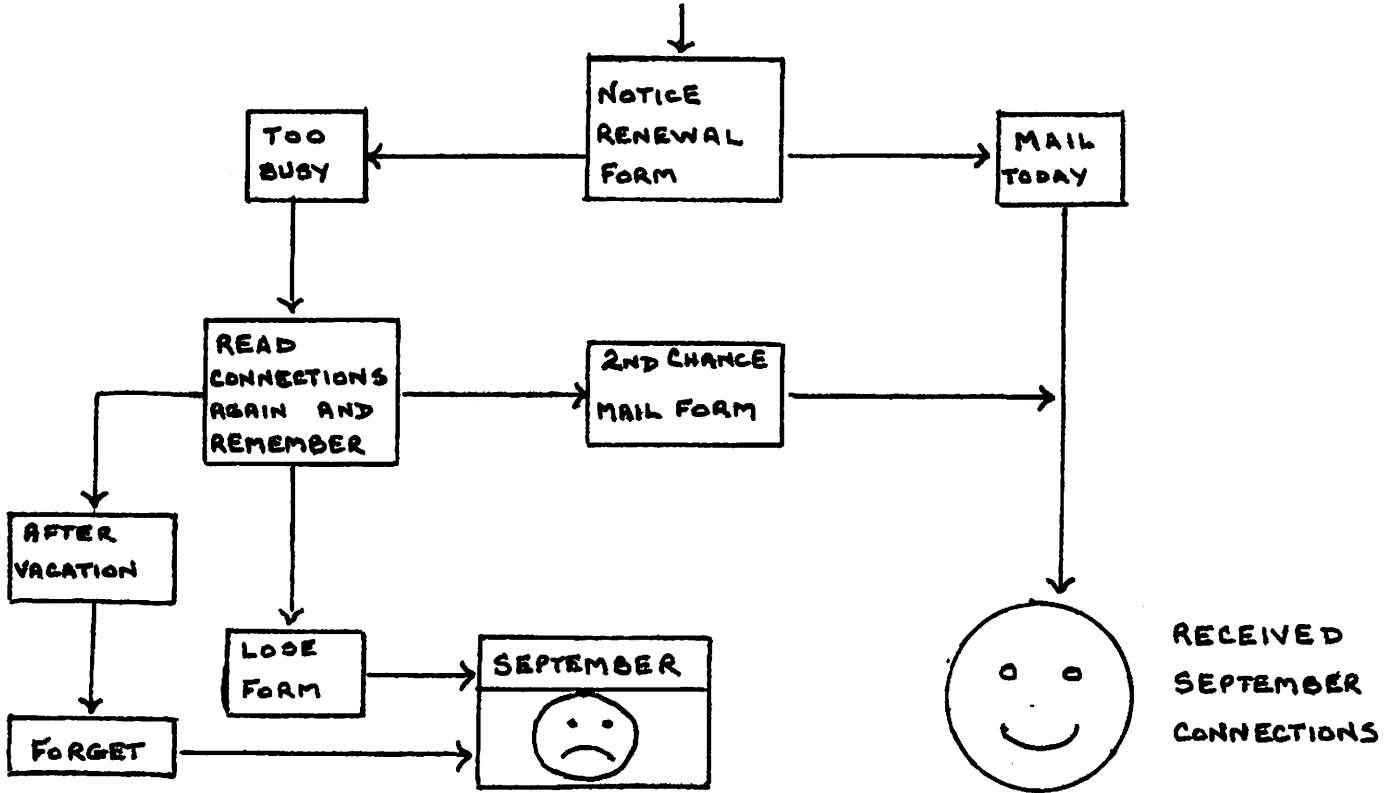 NOTICE
RENEWAL
FORM
TOO
BUSY
MAIL
TODAY
READ
CONNECTIONS
AGAIN AND
REMEMBER
2ND CHANCE
MAIL FORM
AFTER
VACATION
LOSE
FORM
SEPTEMBER
FORGET
RECEIVED
SEPTEMBER
CONNECTIONS